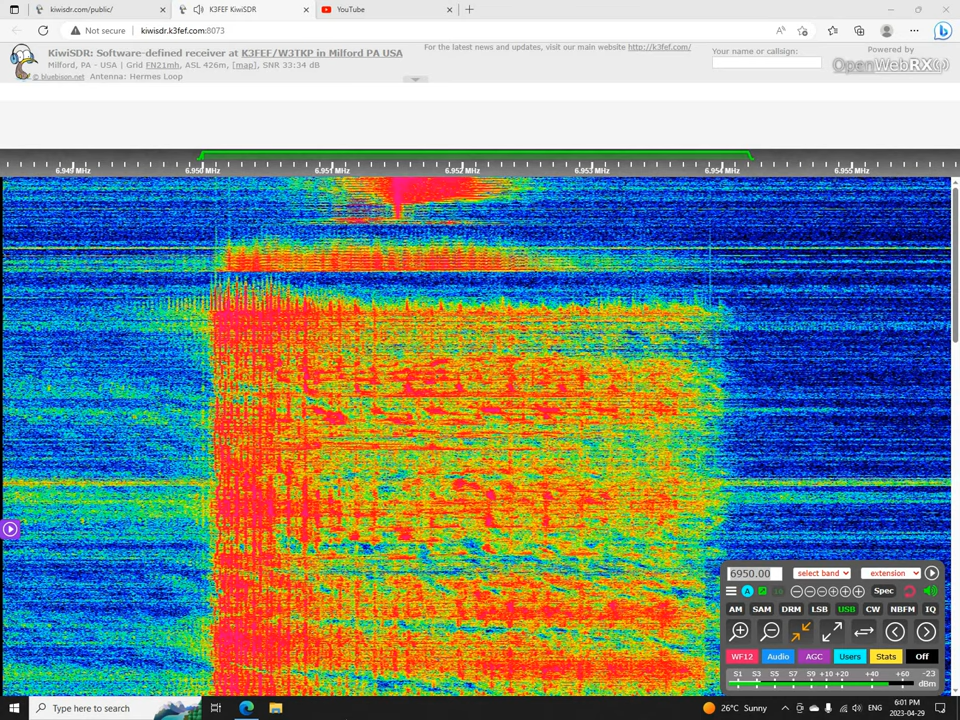 kiwisdr.com/public/
K3FEF KiwiSDR
YouTube
Not secure
kiwisdr.k3fef.com:8073
KiwiSDR: Software-defined receiver at K3FEF/W3TKP in Milford PA USA
Milford, PA - USA | Grid FN21mh, ASL 426m, [map], SNR 33:34 dB
© bluebison.net Antenna: Hermes Loop
For the latest news and updates, visit our main website http://k3fef.com/
Your name or callsign:
Powered by
OpenWebRX
6.949 MHz
6.950 MHz
6.951 MHz
6.952 MHz
6.953 MHz
6.954 MHz
6.955 MHz
6950.00
select band
extension
A
10
Spec
AM SAM DRM LSB USB CW NBFM IQ
WF12 Audio AGC Users Stats Off
S1 S3 S5 S7 S9 +10 +20 +40 +60 -23
dBm
Type here to search
26°C Sunny
ENG
6:01 PM
2023-04-29